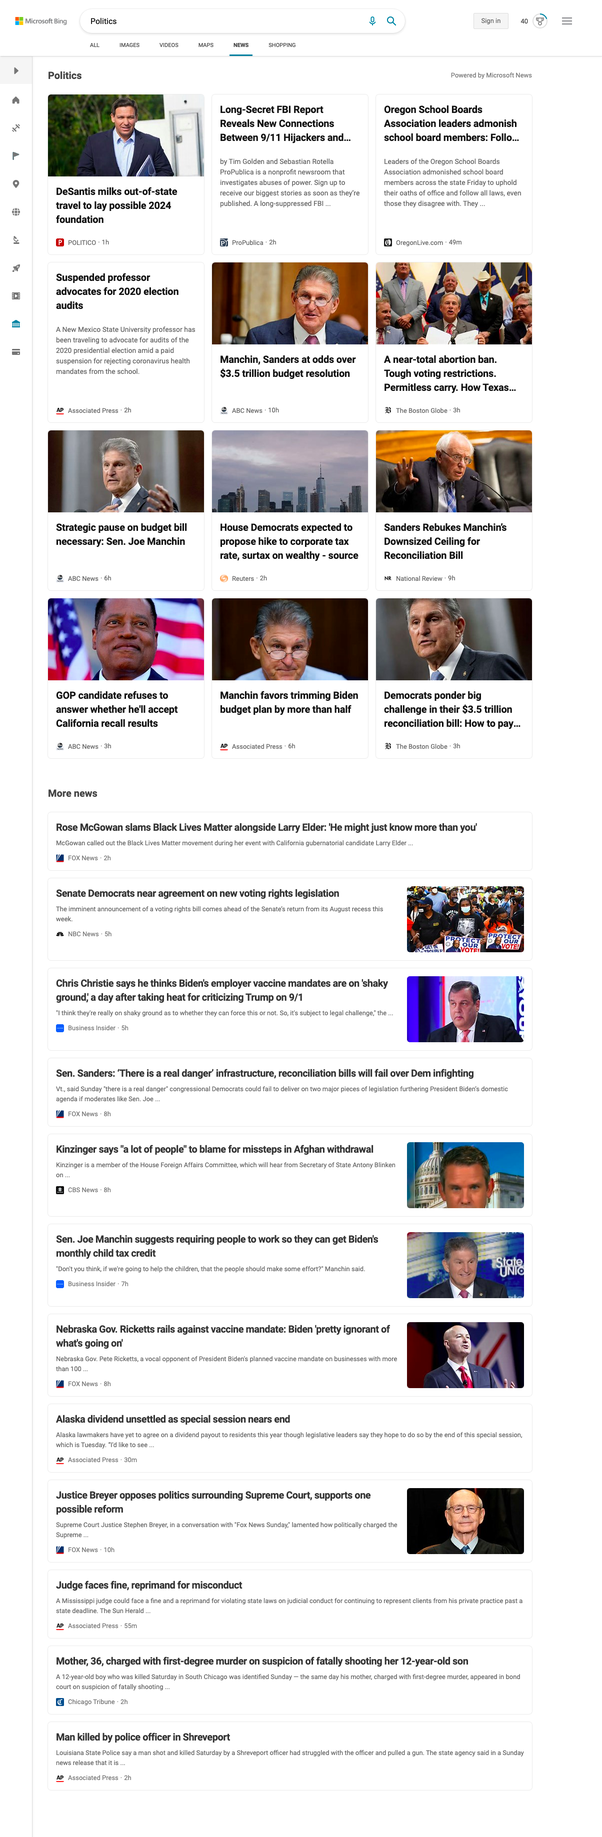 Microsoft Bing
Politics
Sign in
40
ALL
IMAGES
VIDEOS
MAPS
NEWS
SHOPPING
Politics
Powered by Microsoft News
DeSantis milks out-of-state
travel to lay possible 2024
foundation
POLITICO · 1h
Long-Secret FBI Report
Reveals New Connections
Between 9/11 Hijackers and...
by Tim Golden and Sebastian Rotella
ProPublica is a nonprofit newsroom that
investigates abuses of power. Sign up to
receive our biggest stories as soon as they're
published. A long-suppressed FBI ...
ProPublica · 2h
Oregon School Boards
Association leaders admonish
school board members: Follo...
Leaders of the Oregon School Boards
Association admonished school board
members across the state Friday to uphold
their oaths of office and follow all laws, even
those they disagree with. They ...
OregonLive.com · 49m
Suspended professor
advocates for 2020 election
audits
A New Mexico State University professor has
been traveling to advocate for audits of the
2020 presidential election amid a paid
suspension for rejecting coronavirus health
mandates from the school.
AP Associated Press · 2h
Manchin, Sanders at odds over
$3.5 trillion budget resolution
ABC News · 10h
A near-total abortion ban.
Tough voting restrictions.
Permitless carry. How Texas...
B The Boston Globe · 3h
Strategic pause on budget bill
necessary: Sen. Joe Manchin
ABC News · 6h
House Democrats expected to
propose hike to corporate tax
rate, surtax on wealthy - source
Reuters · 2h
Sanders Rebukes Manchin's
Downsized Ceiling for
Reconciliation Bill
NR National Review · 9h
GOP candidate refuses to
answer whether he'll accept
California recall results
ABC News · 3h
Manchin favors trimming Biden
budget plan by more than half
AP Associated Press · 6h
Democrats ponder big
challenge in their $3.5 trillion
reconciliation bill: How to pay...
B The Boston Globe · 3h
More news
Rose McGowan slams Black Lives Matter alongside Larry Elder: 'He might just know more than you'
McGowan called out the Black Lives Matter movement during her event with California gubernatorial candidate Larry Elder ...
FOX News · 2h
Senate Democrats near agreement on new voting rights legislation
The imminent announcement of a voting rights bill comes ahead of the Senate's return from its August recess this
week.
NBC News · 5h
PROTECT
OUR
VOTE!
PROTECT
OUR
VOTE!
Chris Christie says he thinks Biden's employer vaccine mandates are on 'shaky
ground,' a day after taking heat for criticizing Trump on 9/11
"I think they're really on shaky ground as to whether they can force this or not. So, it's subject to legal challenge," the ...
Business Insider · 5h
Sen. Sanders: 'There is a real danger' infrastructure, reconciliation bills will fail over Dem infighting
Vt., said Sunday "there is a real danger" congressional Democrats could fail to deliver on two major pieces of legislation furthering President Biden's domestic
agenda if moderates like Sen. Joe ...
FOX News · 8h
Kinzinger says "a lot of people" to blame for missteps in Afghan withdrawal
Kinzinger is a member of the House Foreign Affairs Committee, which will hear from Secretary of State Antony Blinken
on ...
CBS News · 8h
Sen. Joe Manchin suggests requiring people to work so they can get Biden's
monthly child tax credit
"Don't you think, if we're going to help the children, that the people should make some effort?" Manchin said.
Business Insider · 7h
State
UNIO
Nebraska Gov. Ricketts rails against vaccine mandate: Biden 'pretty ignorant of
what's going on'
Nebraska Gov. Pete Ricketts, a vocal opponent of President Biden's planned vaccine mandate on businesses with more
than 100 ...
FOX News · 8h
Alaska dividend unsettled as special session nears end
Alaska lawmakers have yet to agree on a dividend payout to residents this year though legislative leaders say they hope to do so by the end of this special session,
which is Tuesday. "I'd like to see ...
AP Associated Press · 30m
Justice Breyer opposes politics surrounding Supreme Court, supports one
possible reform
Supreme Court Justice Stephen Breyer, in a conversation with "Fox News Sunday," lamented how politically charged the
Supreme ...
FOX News · 10h
Judge faces fine, reprimand for misconduct
A Mississippi judge could face a fine and a reprimand for violating state laws on judicial conduct for continuing to represent clients from his private practice past a
state deadline. The Sun Herald ...
AP Associated Press · 55m
Mother, 36, charged with first-degree murder on suspicion of fatally shooting her 12-year-old son
A 12-year-old boy who was killed Saturday in South Chicago was identified Sunday — the same day his mother, charged with first-degree murder, appeared in bond
court on suspicion of fatally shooting ...
Chicago Tribune · 2h
Man killed by police officer in Shreveport
Louisiana State Police say a man shot and killed Saturday by a Shreveport officer had struggled with the officer and pulled a gun. The state agency said in a Sunday
news release that it is ...
AP Associated Press · 2h